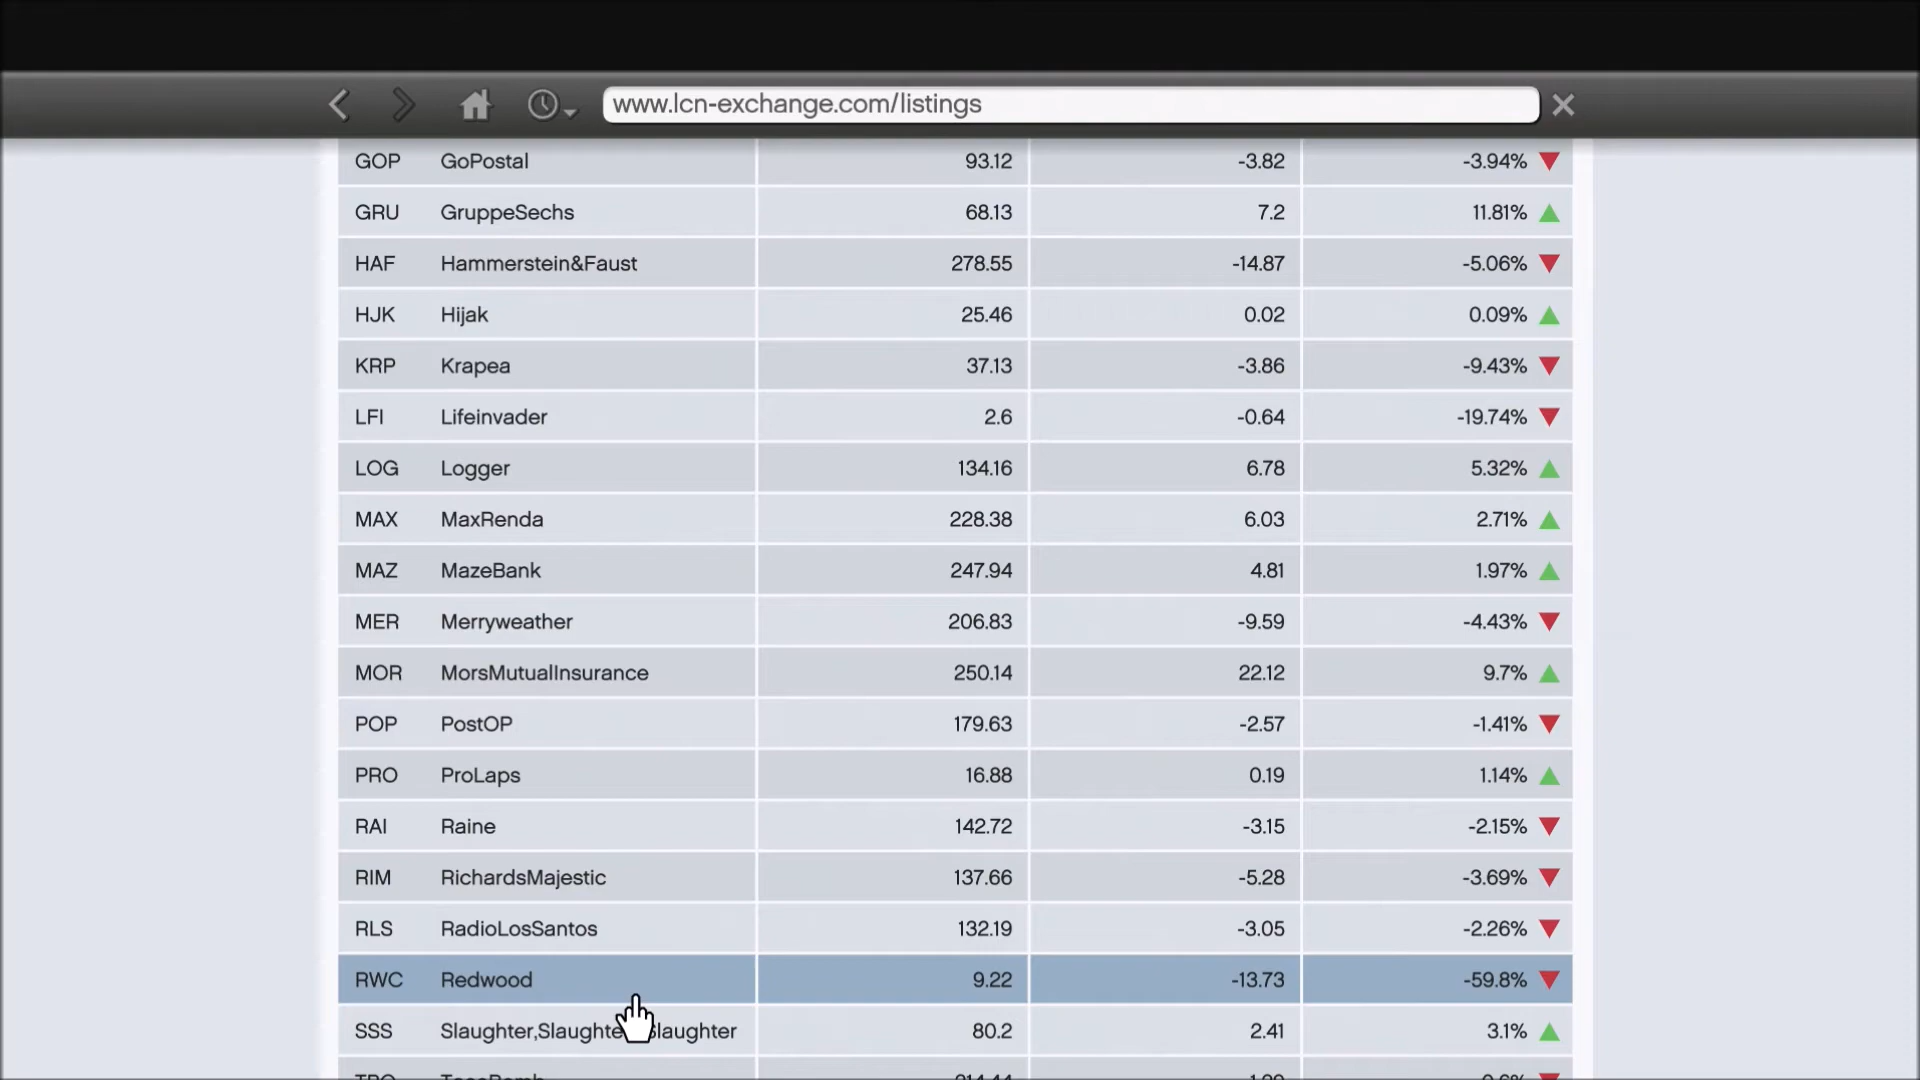 www.lcn-exchange.com/listings
GOP GoPostal 93.12 -3.82 -3.94%
GRU GruppeSechs 68.13 7.2 11.81%
HAF Hammerstein&Faust 278.55 -14.87 -5.06%
HJK Hijak 25.46 0.02 0.09%
KRP Krapea 37.13 -3.86 -9.43%
LFI Lifeinvader 2.6 -0.64 -19.74%
LOG Logger 134.16 6.78 5.32%
MAX MaxRenda 228.38 6.03 2.71%
MAZ MazeBank 247.94 4.81 1.97%
MER Merryweather 206.83 -9.59 -4.43%
MOR MorsMutualInsurance 250.14 22.12 9.7%
POP PostOP 179.63 -2.57 -1.41%
PRO ProLaps 16.88 0.19 1.14%
RAI Raine 142.72 -3.15 -2.15%
RIM RichardsMajestic 137.66 -5.28 -3.69%
RLS RadioLosSantos 132.19 -3.05 -2.26%
RWC Redwood 9.22 -13.73 -59.8%
SSS Slaughter,Slaughter&Slaughter 80.2 2.41 3.1%